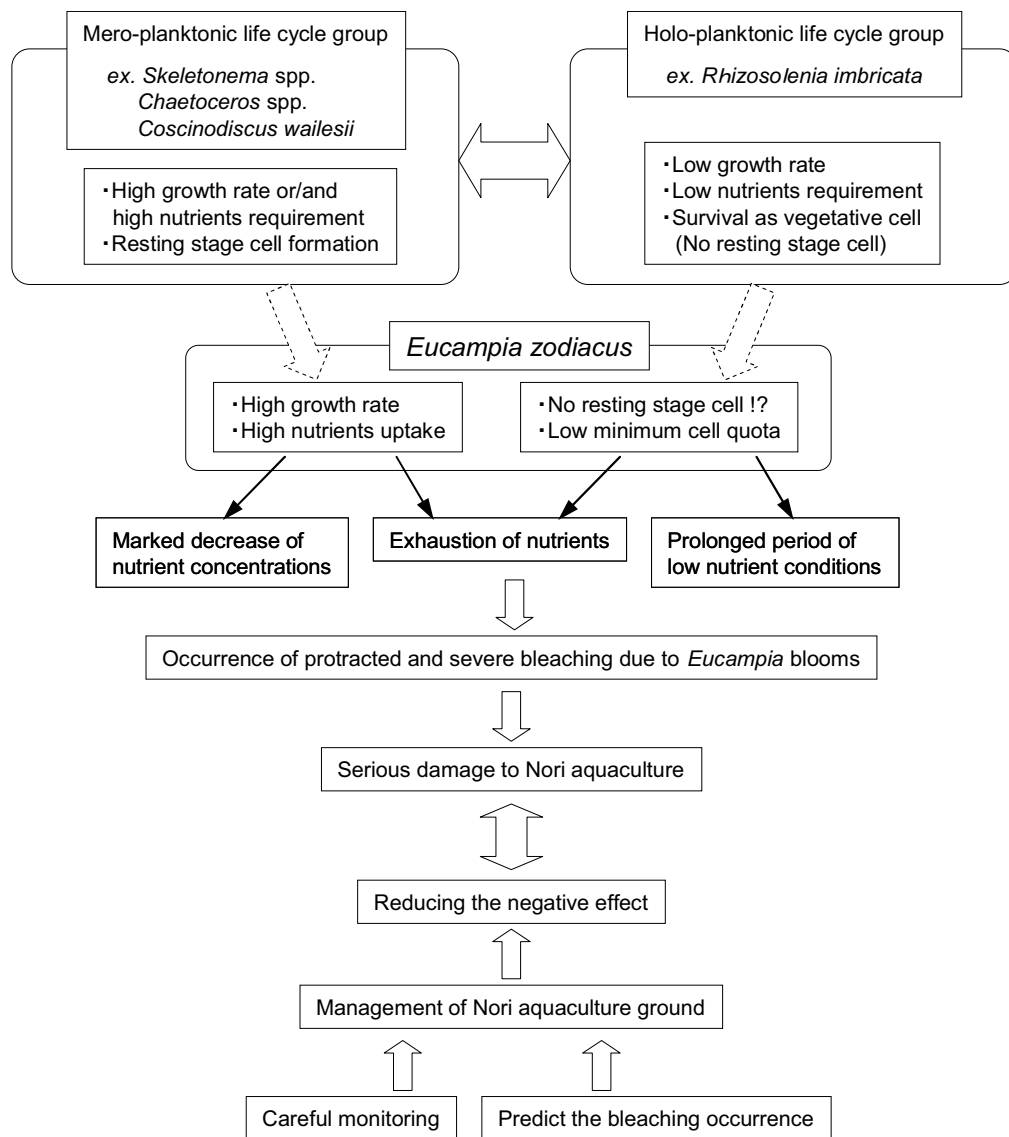 Mero-planktonic life cycle group
ex. Skeletonema spp.
Chaetoceros spp.
Coscinodiscus wailesii
・High growth rate or/and
high nutrients requirement
・Resting stage cell formation
Holo-planktonic life cycle group
ex. Rhizosolenia imbricata
・Low growth rate
・Low nutrients requirement
・Survival as vegetative cell
(No resting stage cell)
Eucampia zodiacus
・High growth rate
・High nutrients uptake
・No resting stage cell !?
・Low minimum cell quota
Marked decrease of
nutrient concentrations
Exhaustion of nutrients
Prolonged period of
low nutrient conditions
Occurrence of protracted and severe bleaching due to Eucampia blooms
Serious damage to Nori aquaculture
Reducing the negative effect
Management of Nori aquaculture ground
Careful monitoring
Predict the bleaching occurrence